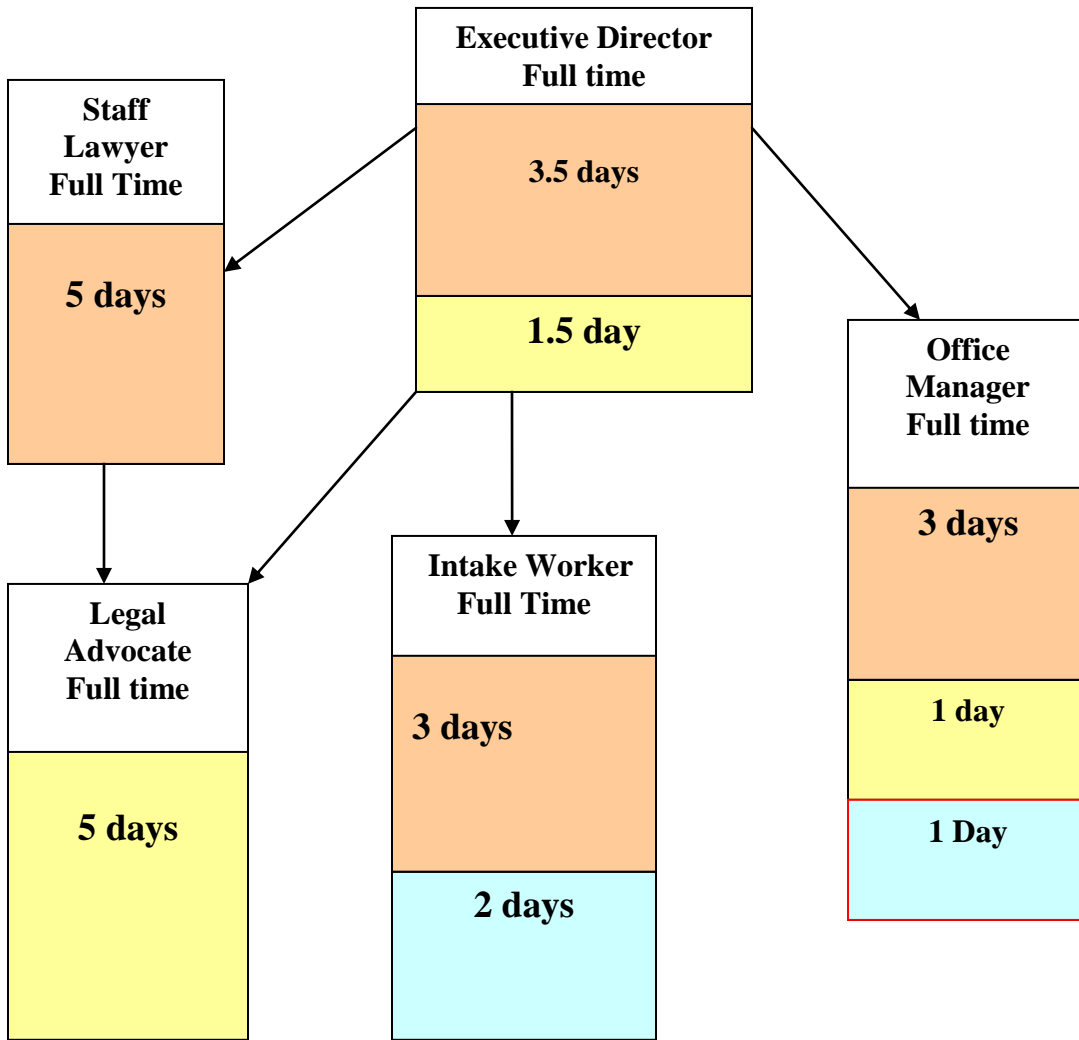 Executive Director
Full time
3.5 days
1.5 day
Staff
Lawyer
Full Time
5 days
Office
Manager
Full time
3 days
1 day
1 Day
Legal
Advocate
Full time
5 days
Intake Worker
Full Time
3 days
2 days